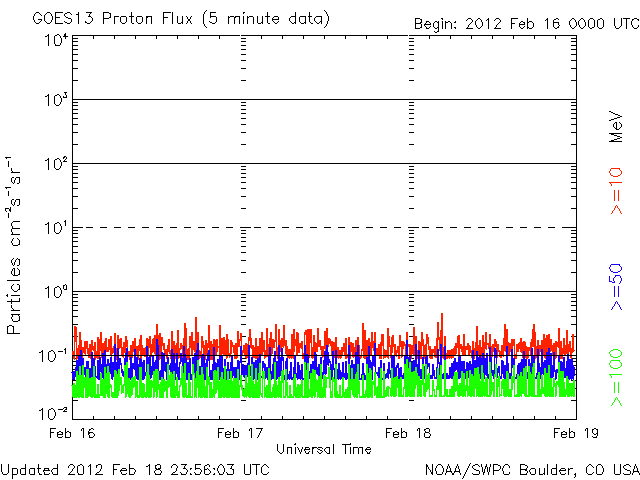 GOES13 Proton Flux (5 minute data)
Begin: 2012 Feb 16 0000 UTC
Particles cm⁻²s⁻¹sr⁻¹
10⁴
10³
10²
10¹
10⁰
10⁻¹
10⁻²
Feb 16
Feb 17
Feb 18
Feb 19
Universal Time
>=10
>=50
>=100
MeV
Updated 2012 Feb 18 23:56:03 UTC
NOAA/SWPC Boulder, CO USA